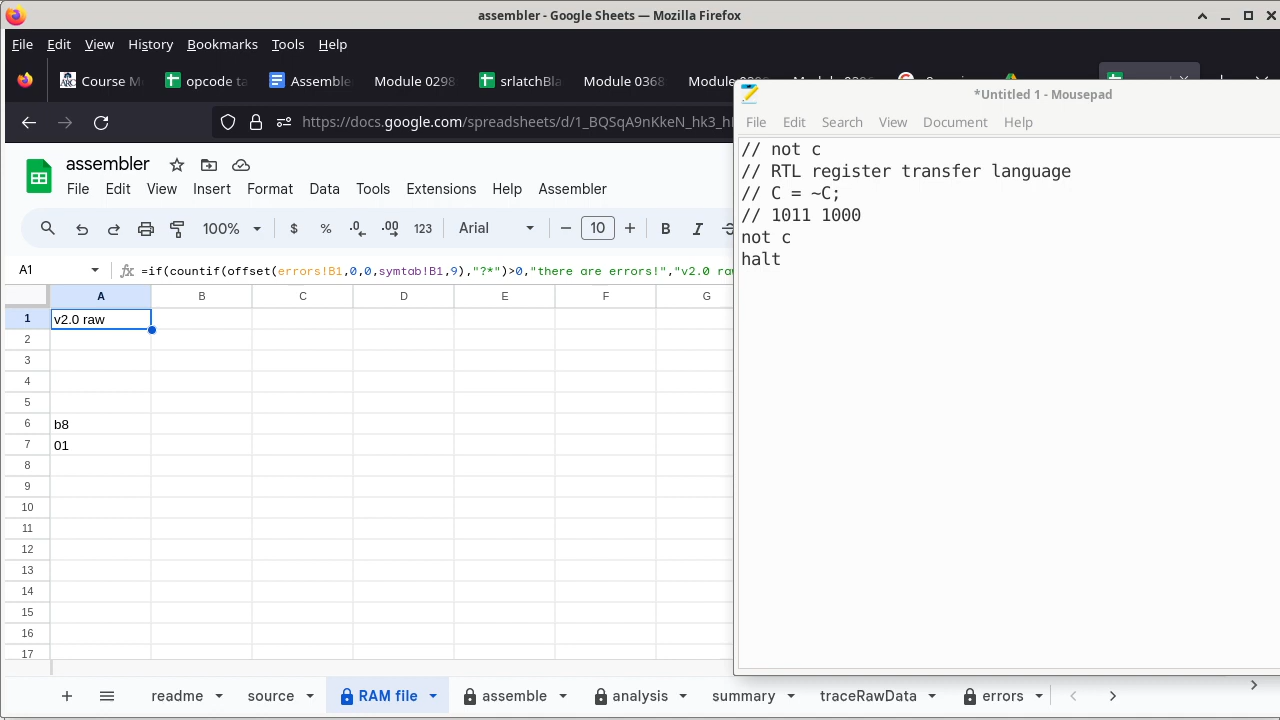 assembler - Google Sheets — Mozilla Firefox
File Edit View History Bookmarks Tools Help
Course M opcode ta Assemble Module 0298 srlatchBla Module 0368
https://docs.google.com/spreadsheets/d/1_BQSqA9nKkeN_hk3_h
assembler
File Edit View Insert Format Data Tools Extensions Help Assembler
100% $ % .0 .00 123 Arial 10 B I
A1 fx =if(countif(offset(errors!B1,0,0,symtab!B1,9),"?*")>0,"there are errors!","v2.0 raw
A B C D E F G
1 v2.0 raw
2
3
4
5
6 b8
7 01
8
9
10
11
12
13
14
15
16
17
readme source RAM file assemble analysis summary traceRawData errors
*Untitled 1 - Mousepad
File Edit Search View Document Help
// not c
// RTL register transfer language
// C = ~C;
// 1011 1000
not c
halt